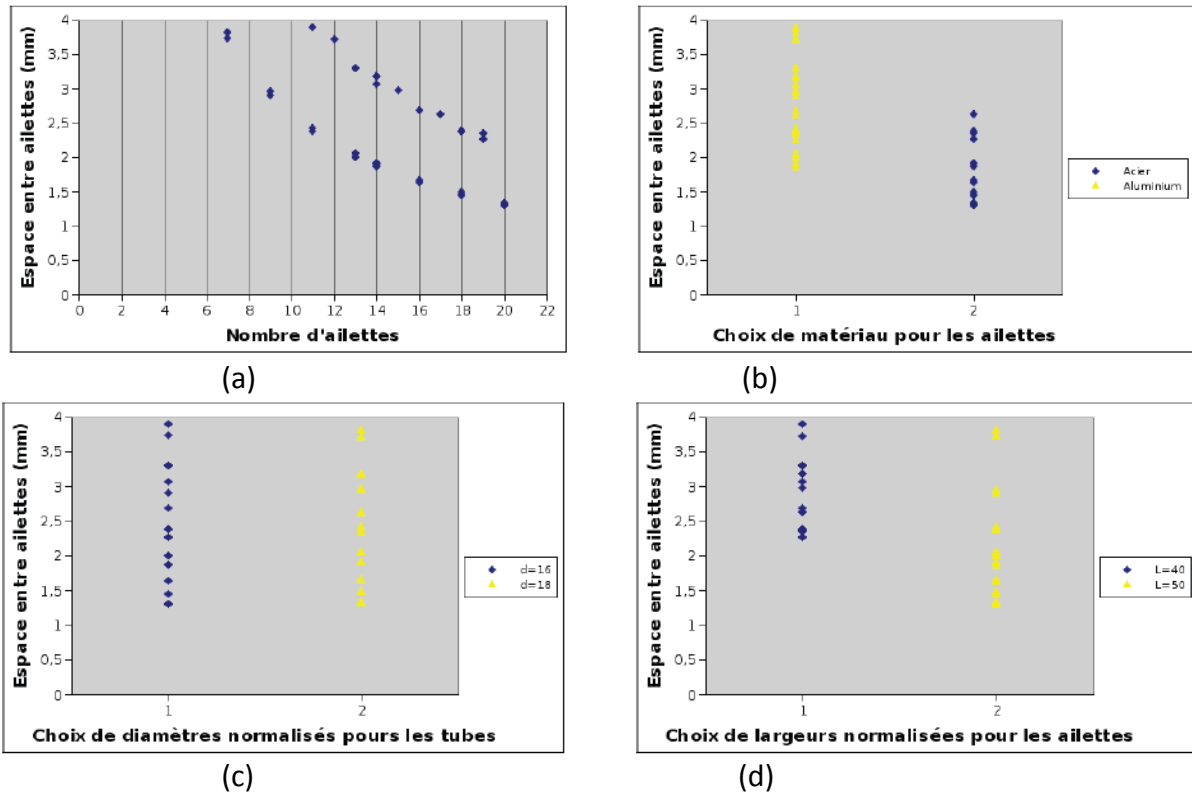 Espace entre ailettes (mm)
4
3,5
3
2,5
2
1,5
1
0,5
0
0 2 4 6 8 10 12 14 16 18 20 22
Nombre d'ailettes
(a)
Espace entre ailettes (mm)
4
3,5
3
2,5
2
1,5
1
0,5
0
1 2
Choix de matériau pour les ailettes
Acier
Aluminium
(b)
Espace entre ailettes (mm)
4
3,5
3
2,5
2
1,5
1
0,5
0
1 2
Choix de diamètres normalisés pours les tubes
d=16
d=18
(c)
Espace entre ailettes (mm)
4
3,5
3
2,5
2
1,5
1
0,5
0
1 2
Choix de largeurs normalisées pour les ailettes
L=40
L=50
(d)